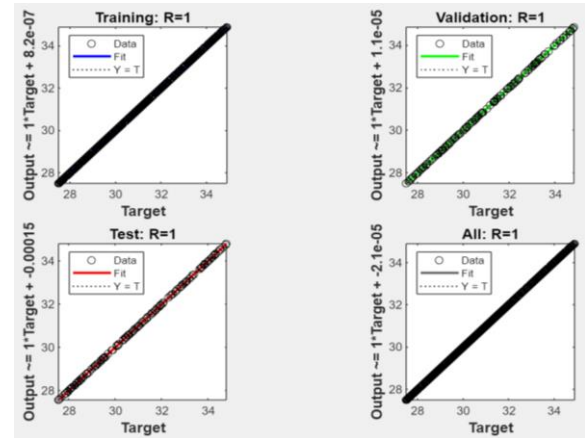 Training: R=1
Output ~= 1*Target + 8.2e-07
Data
Fit
Y = T
34
32
30
28
28 30 32 34
Target
Validation: R=1
Output ~= 1*Target + 1.1e-05
Data
Fit
Y = T
34
32
30
28
28 30 32 34
Target
Test: R=1
Output ~= 1*Target + -0.00015
Data
Fit
Y = T
34
32
30
28
28 30 32 34
Target
All: R=1
Output ~= 1*Target + -2.1e-05
Data
Fit
Y = T
34
32
30
28
28 30 32 34
Target